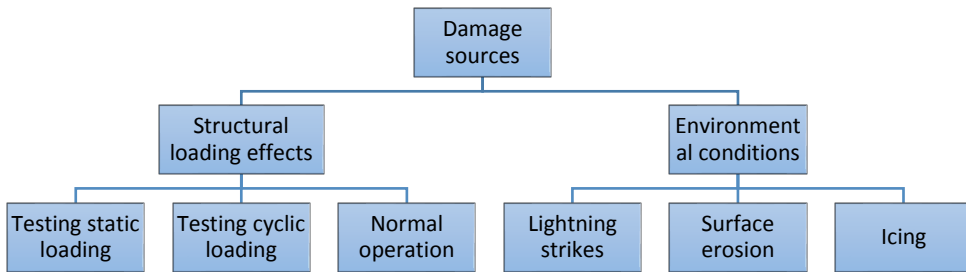 Damage
sources
Structural
loading effects
Environment
al conditions
Testing static
loading
Testing cyclic
loading
Normal
operation
Lightning
strikes
Surface
erosion
Icing